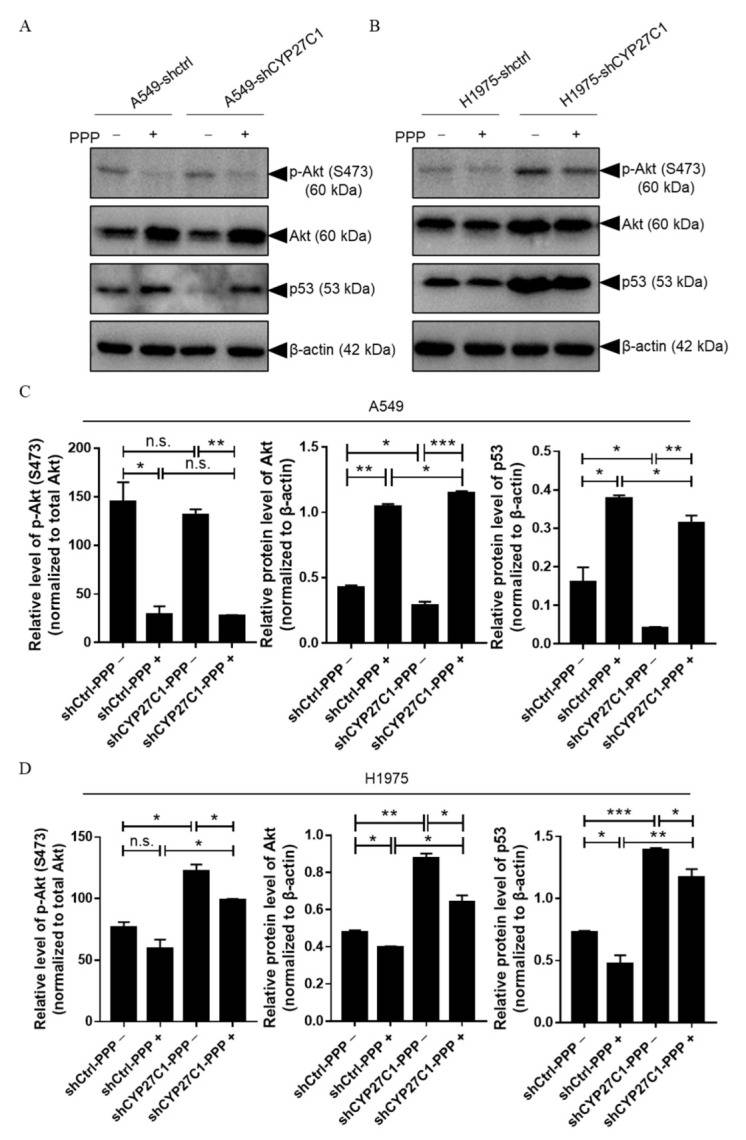 A
B
A549-shctrl
A549-shCYP27C1
H1975-shctrl
H1975-shCYP27C1
PPP – + – +
p-Akt (S473)
(60 kDa)
Akt (60 kDa)
p53 (53 kDa)
β-actin (42 kDa)
PPP – + – +
p-Akt (S473)
(60 kDa)
Akt (60 kDa)
p53 (53 kDa)
β-actin (42 kDa)
C
A549
Relative level of p-Akt (S473)
(normalized to total Akt)
200
150
100
50
0
n.s.
**
*
n.s.
shCtrl-PPP –
shCtrl-PPP +
shCYP27C1-PPP –
shCYP27C1-PPP +
Relative protein level of Akt
(normalized to β-actin)
1.5
1.0
0.5
0.0
*
***
**
*
shCtrl-PPP –
shCtrl-PPP +
shCYP27C1-PPP –
shCYP27C1-PPP +
Relative protein level of p53
(normalized to β-actin)
0.5
0.4
0.3
0.2
0.1
0.0
*
**
*
*
shCtrl-PPP –
shCtrl-PPP +
shCYP27C1-PPP –
shCYP27C1-PPP +
D
H1975
Relative level of p-Akt (S473)
(normalized to total Akt)
150
100
50
0
*
*
n.s.
*
shCtrl-PPP –
shCtrl-PPP +
shCYP27C1-PPP –
shCYP27C1-PPP +
Relative protein level of Akt
(normalized to β-actin)
1.0
0.8
0.6
0.4
0.2
0.0
**
*
*
*
shCtrl-PPP –
shCtrl-PPP +
shCYP27C1-PPP –
shCYP27C1-PPP +
Relative protein level of p53
(normalized to β-actin)
1.5
1.0
0.5
0.0
***
*
*
**
shCtrl-PPP –
shCtrl-PPP +
shCYP27C1-PPP –
shCYP27C1-PPP +